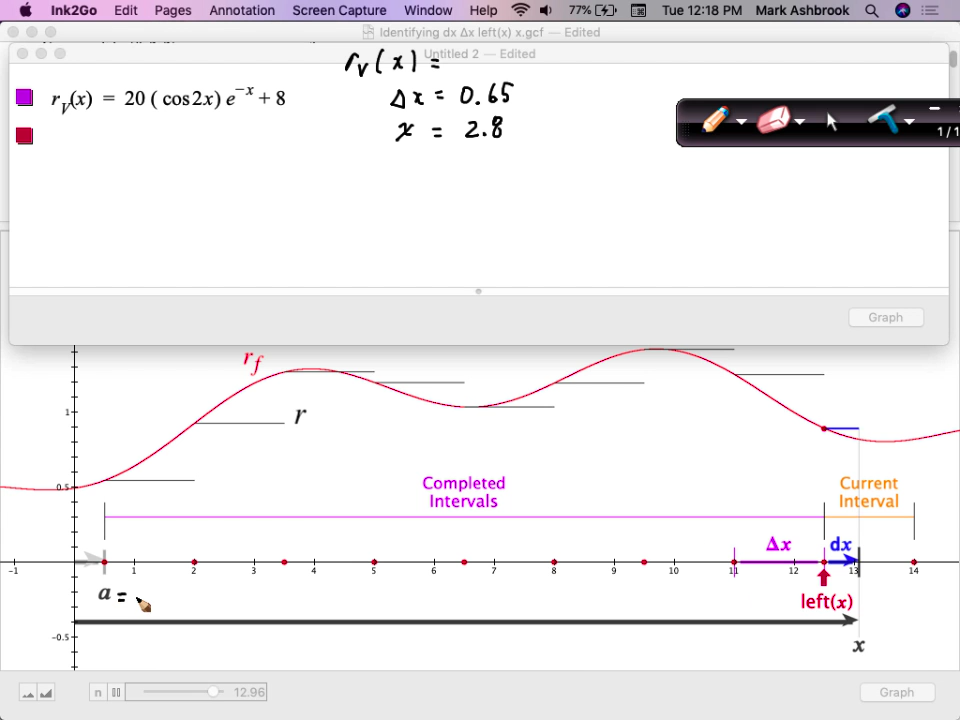 Ink2Go Edit Pages Annotation Screen Capture Window Help 77% Tue 12:18 PM Mark Ashbrook
Identifying dx Δx left(x) x.gcf — Edited
Untitled 2 — Edited
r_V(x) =
r_V(x) = 20 (cos2x) e^{-x} + 8
Δx = 0.65
x = 2.8
1/1
Graph
r_f
1
r
Completed
Intervals
Current
Interval
0.5
Δx
dx
-1 1 2 3 4 5 6 7 8 9 10 11 12 13 14
a =
left(x)
-0.5
x
n 12.96
Graph